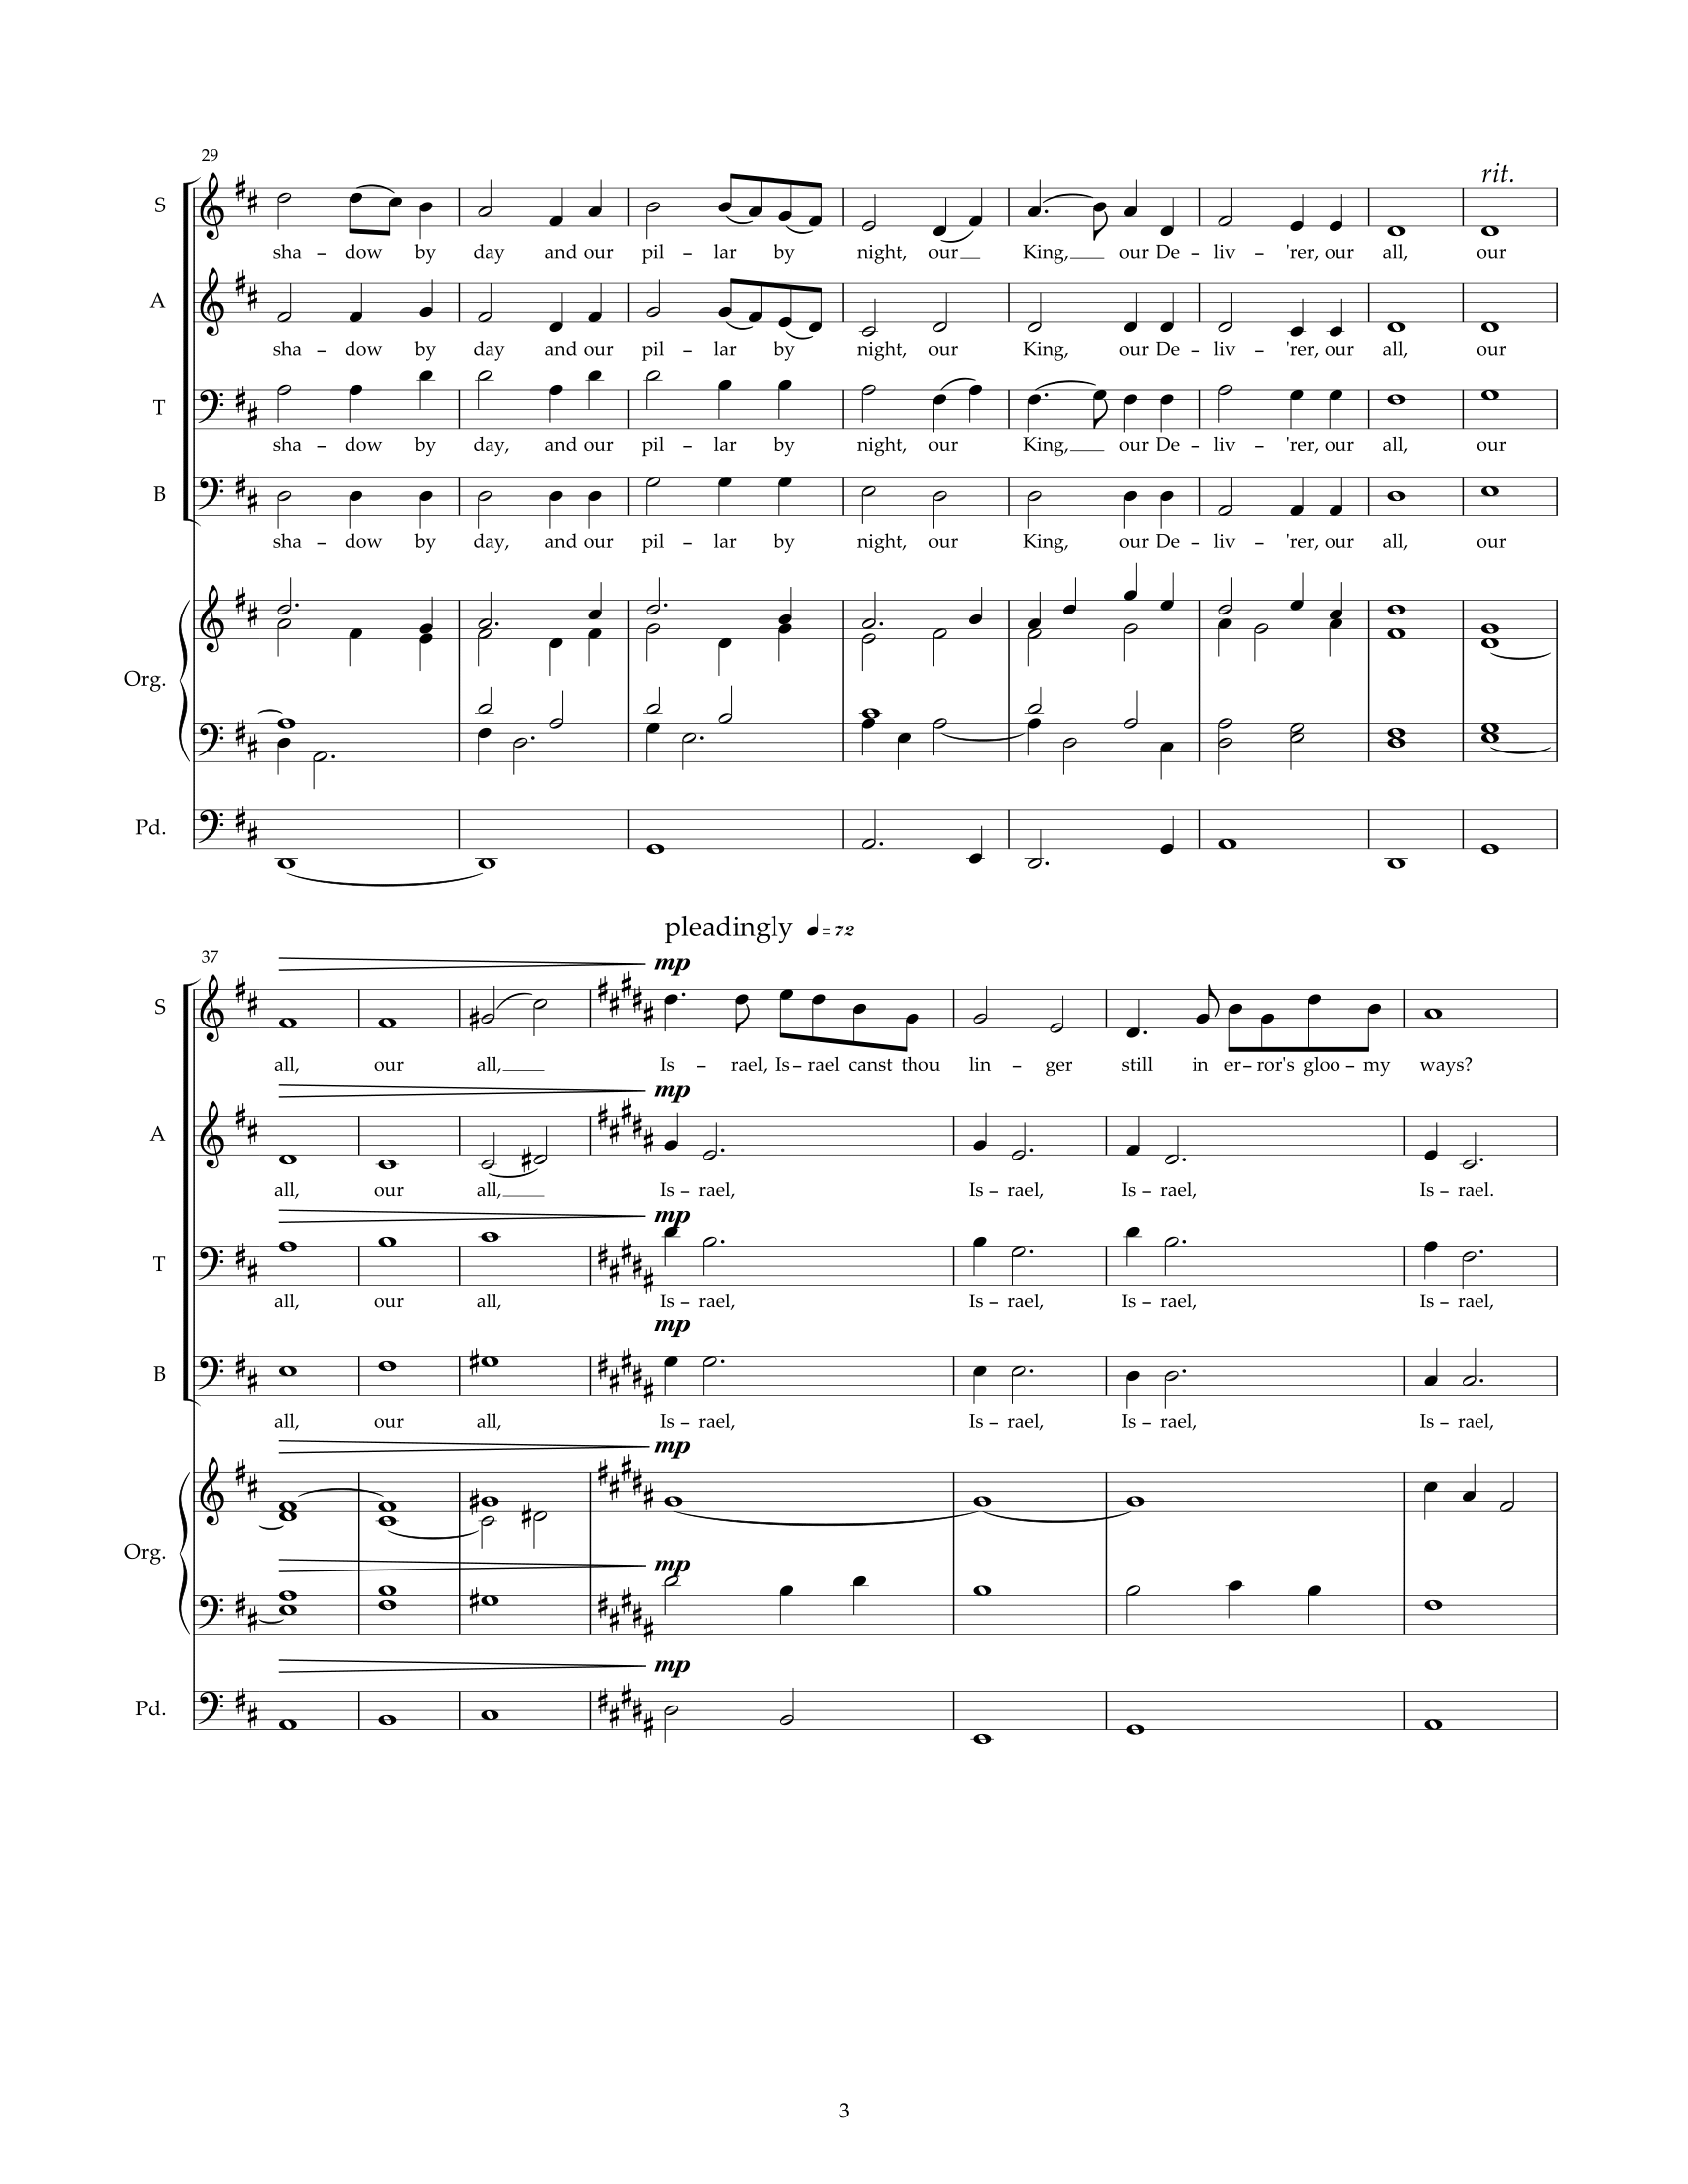 29
rit.
S
sha - dow by day and our pil - lar by night, our King, our De - liv - 'rer, our all, our
A
sha - dow by day and our pil - lar by night, our King, our De - liv - 'rer, our all, our
T
sha - dow by day, and our pil - lar by night, our King, our De - liv - 'rer, our all, our
B
sha - dow by day, and our pil - lar by night, our King, our De - liv - 'rer, our all, our
Org.
Pd.
pleadingly ♩=72
37
mp
S
all, our all, Is - rael, Is - rael canst thou lin - ger still in er - ror's gloo - my ways?
mp
A
all, our all, Is - rael, Is - rael, Is - rael, Is - rael.
mp
T
all, our all, Is - rael, Is - rael, Is - rael, Is - rael,
mp
B
all, our all, Is - rael, Is - rael, Is - rael, Is - rael,
mp
Org.
mp
mp
Pd.
3